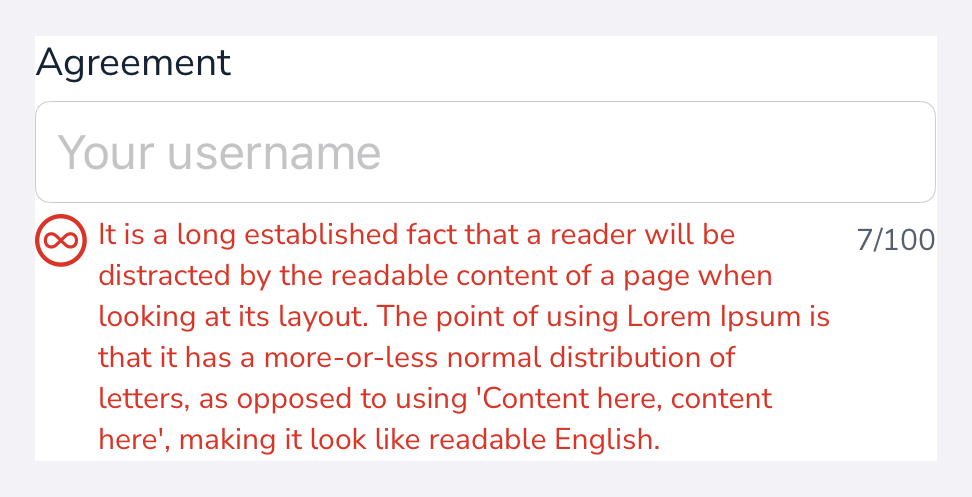 Agreement
Your username
It is a long established fact that a reader will be
7/100
distracted by the readable content of a page when
looking at its layout. The point of using Lorem Ipsum is
that it has a more-or-less normal distribution of
letters, as opposed to using 'Content here, content
here', making it look like readable English.